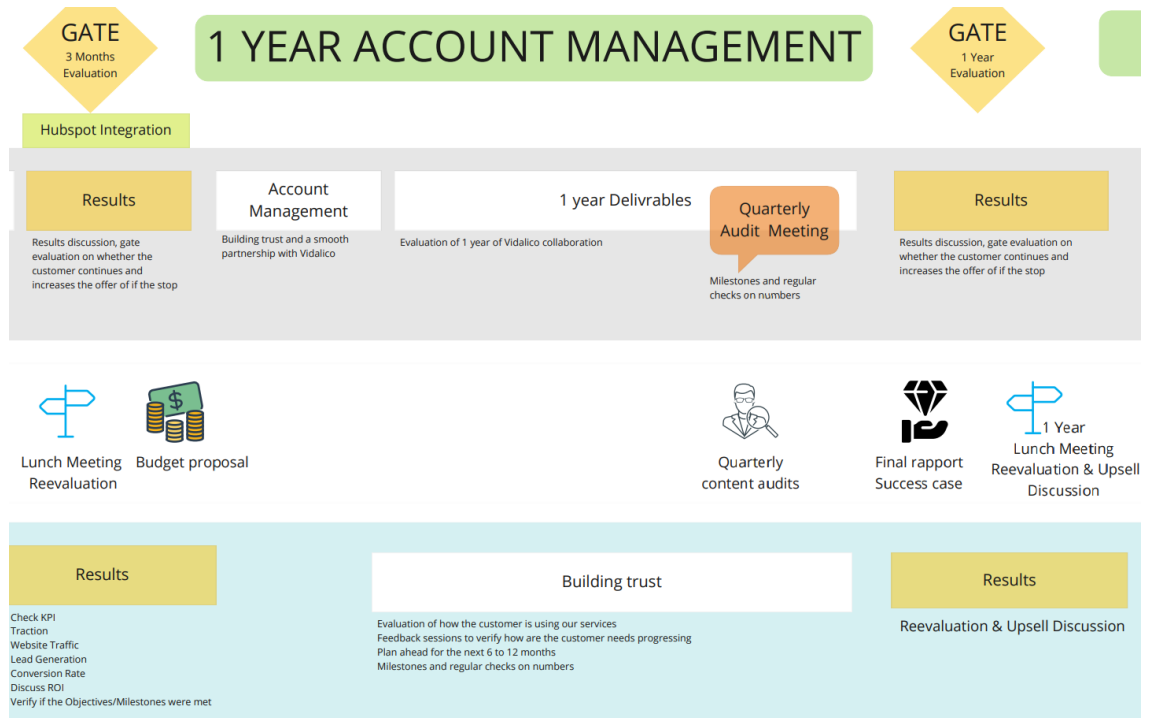 GATE
3 Months
Evaluation
1 YEAR ACCOUNT MANAGEMENT
GATE
1 Year
Evaluation
Hubspot Integration
Results
Results discussion, gate
evaluation on whether the
customer continues and
increases the offer of if the stop
Account
Management
Building trust and a smooth
partnership with Vidalico
1 year Delivrables
Evaluation of 1 year of Vidalico collaboration
Quarterly
Audit Meeting
Milestones and regular
checks on numbers
Results
Results discussion, gate evaluation on
whether the customer continues and
increases the offer of if the stop
Lunch Meeting
Reevaluation
Budget proposal
Quarterly
content audits
Final rapport
Success case
1 Year
Lunch Meeting
Reevaluation & Upsell
Discussion
Results
Check KPI
Traction
Website Traffic
Lead Generation
Conversion Rate
Discuss ROI
Verify if the Objectives/Milestones were met
Building trust
Evaluation of how the customer is using our services
Feedback sessions to verify how are the customer needs progressing
Plan ahead for the next 6 to 12 months
Milestones and regular checks on numbers
Results
Reevaluation & Upsell Discussion